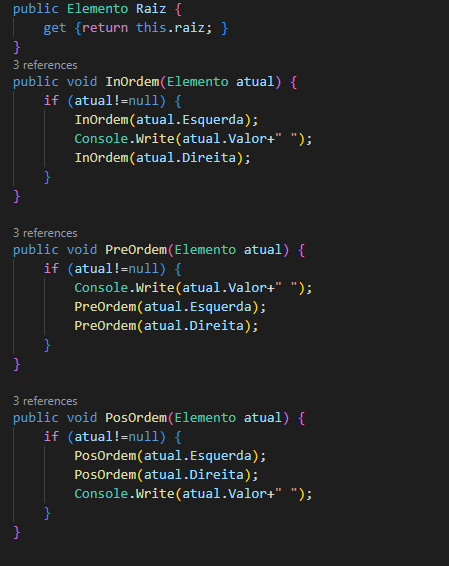 public Elemento Raiz {
    get {return this.raiz; }
}
3 references
public void InOrdem(Elemento atual) {
    if (atual!=null) {
        InOrdem(atual.Esquerda);
        Console.Write(atual.Valor+" ");
        InOrdem(atual.Direita);
    }
}
3 references
public void PreOrdem(Elemento atual) {
    if (atual!=null) {
        Console.Write(atual.Valor+" ");
        PreOrdem(atual.Esquerda);
        PreOrdem(atual.Direita);
    }
}
3 references
public void PosOrdem(Elemento atual) {
    if (atual!=null) {
        PosOrdem(atual.Esquerda);
        PosOrdem(atual.Direita);
        Console.Write(atual.Valor+" ");
    }
}